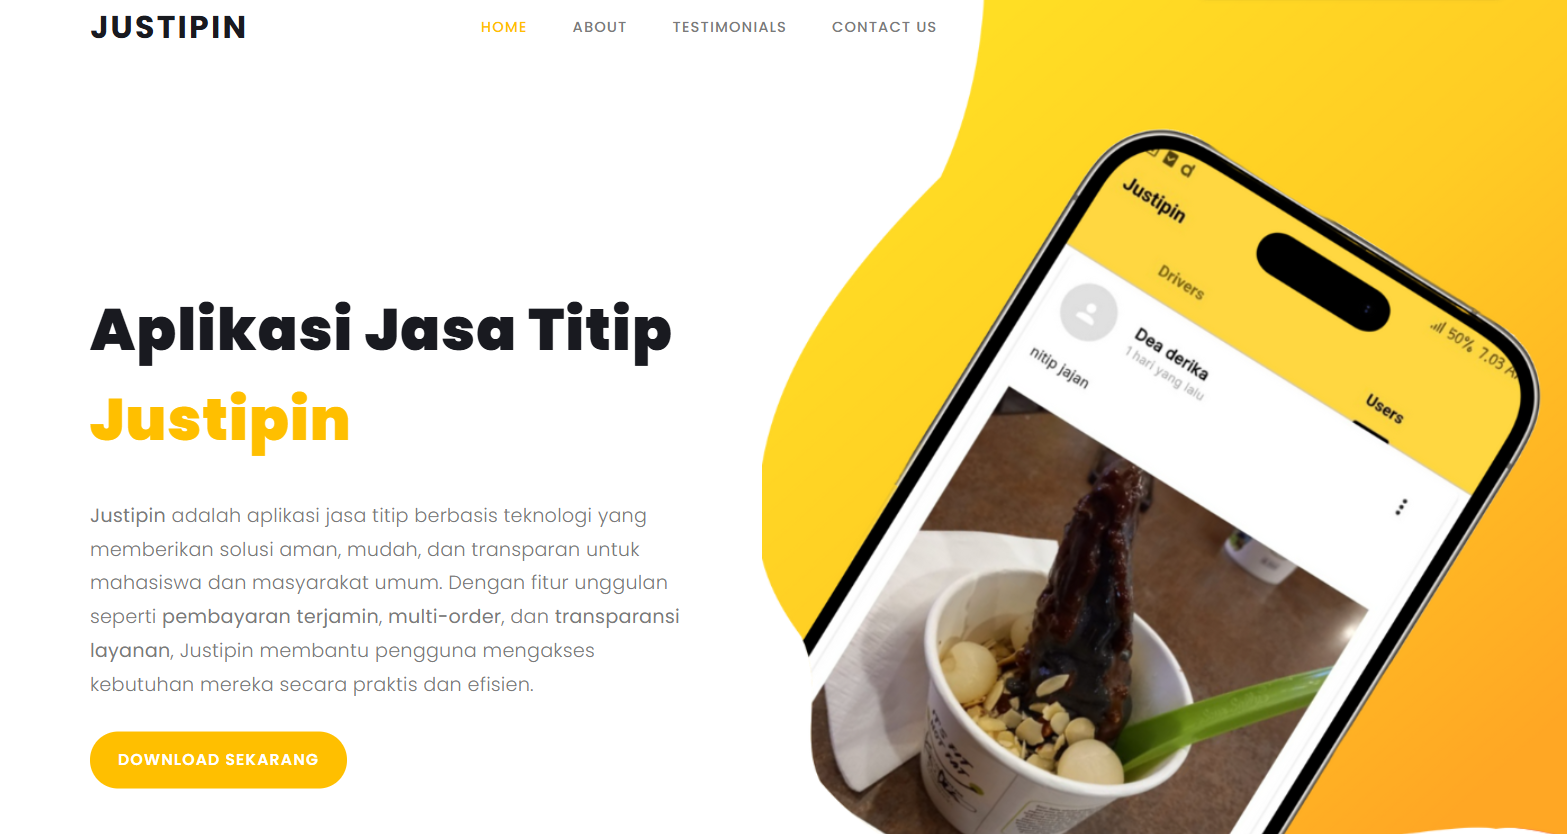 JUSTIPIN
HOME ABOUT TESTIMONIALS CONTACT US
Aplikasi Jasa Titip
Justipin
Justipin adalah aplikasi jasa titip berbasis teknologi yang
memberikan solusi aman, mudah, dan transparan untuk
mahasiswa dan masyarakat umum. Dengan fitur unggulan
seperti pembayaran terjamin, multi-order, dan transparansi
layanan, Justipin membantu pengguna mengakses
kebutuhan mereka secara praktis dan efisien.
DOWNLOAD SEKARANG
50% 7.03
Justipin
Drivers
Users
Dea derika
1 hari yang lalu
nitip jajan